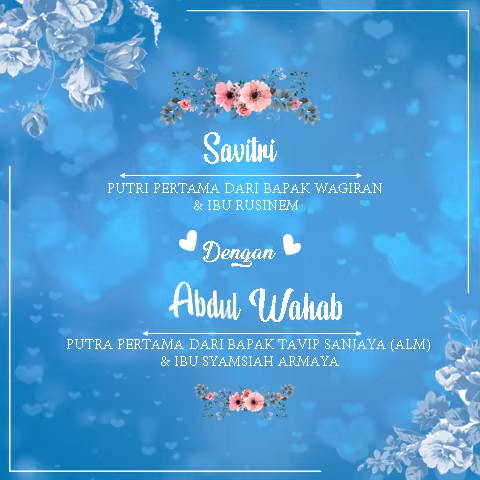 Savitri
PUTRI PERTAMA DARI BAPAK WAGIRAN
& IBU RUSINEM
Dengan
Abdul Wahab
PUTRA PERTAMA DARI BAPAK TAVIP SANJAYA (ALM)
& IBU SYAMSIAH ARMAYA